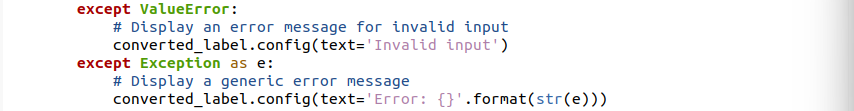 except ValueError:
    # Display an error message for invalid input
    converted_label.config(text='Invalid input')
except Exception as e:
    # Display a generic error message
    converted_label.config(text='Error: {}'.format(str(e)))